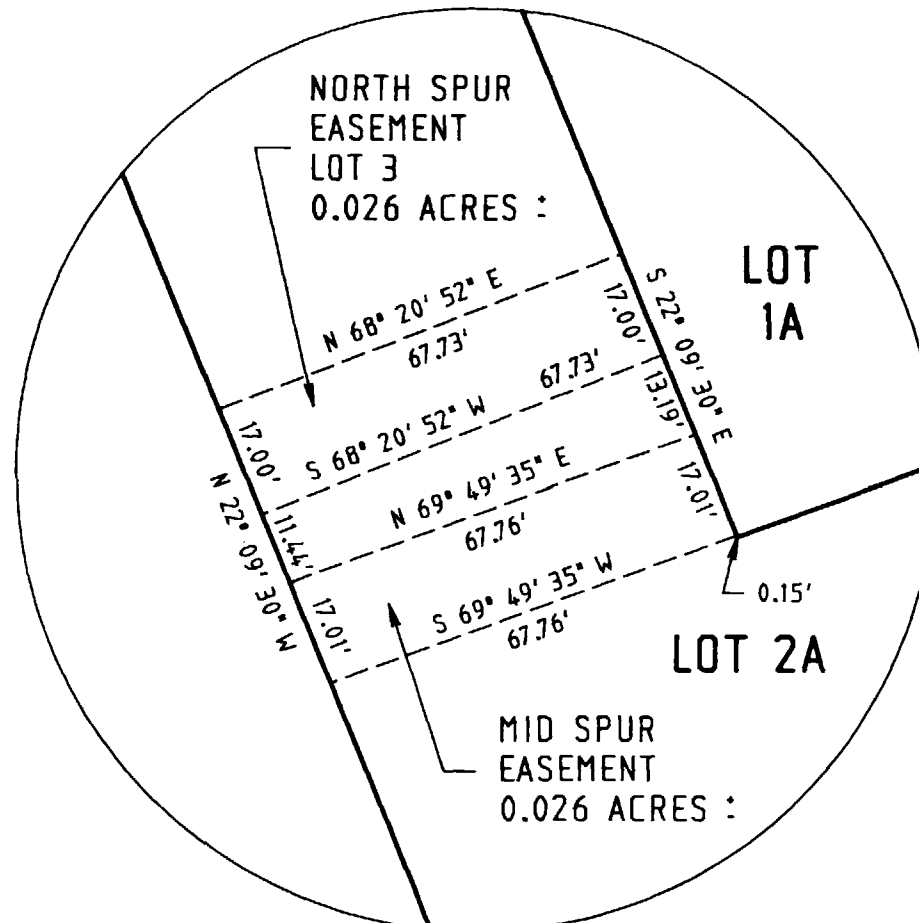 NORTH SPUR
EASEMENT
LOT 3
0.026 ACRES ±
LOT
1A
N 68° 20' 52" E
67.73'
17.00'
S 22° 09' 30" E
67.73'
S 68° 20' 52" W
13.19'
17.00'
N 22° 09' 30" W
11.44'
N 69° 49' 35" E
67.76'
17.01'
17.01'
S 69° 49' 35" W
67.76'
0.15'
LOT 2A
MID SPUR
EASEMENT
0.026 ACRES ±